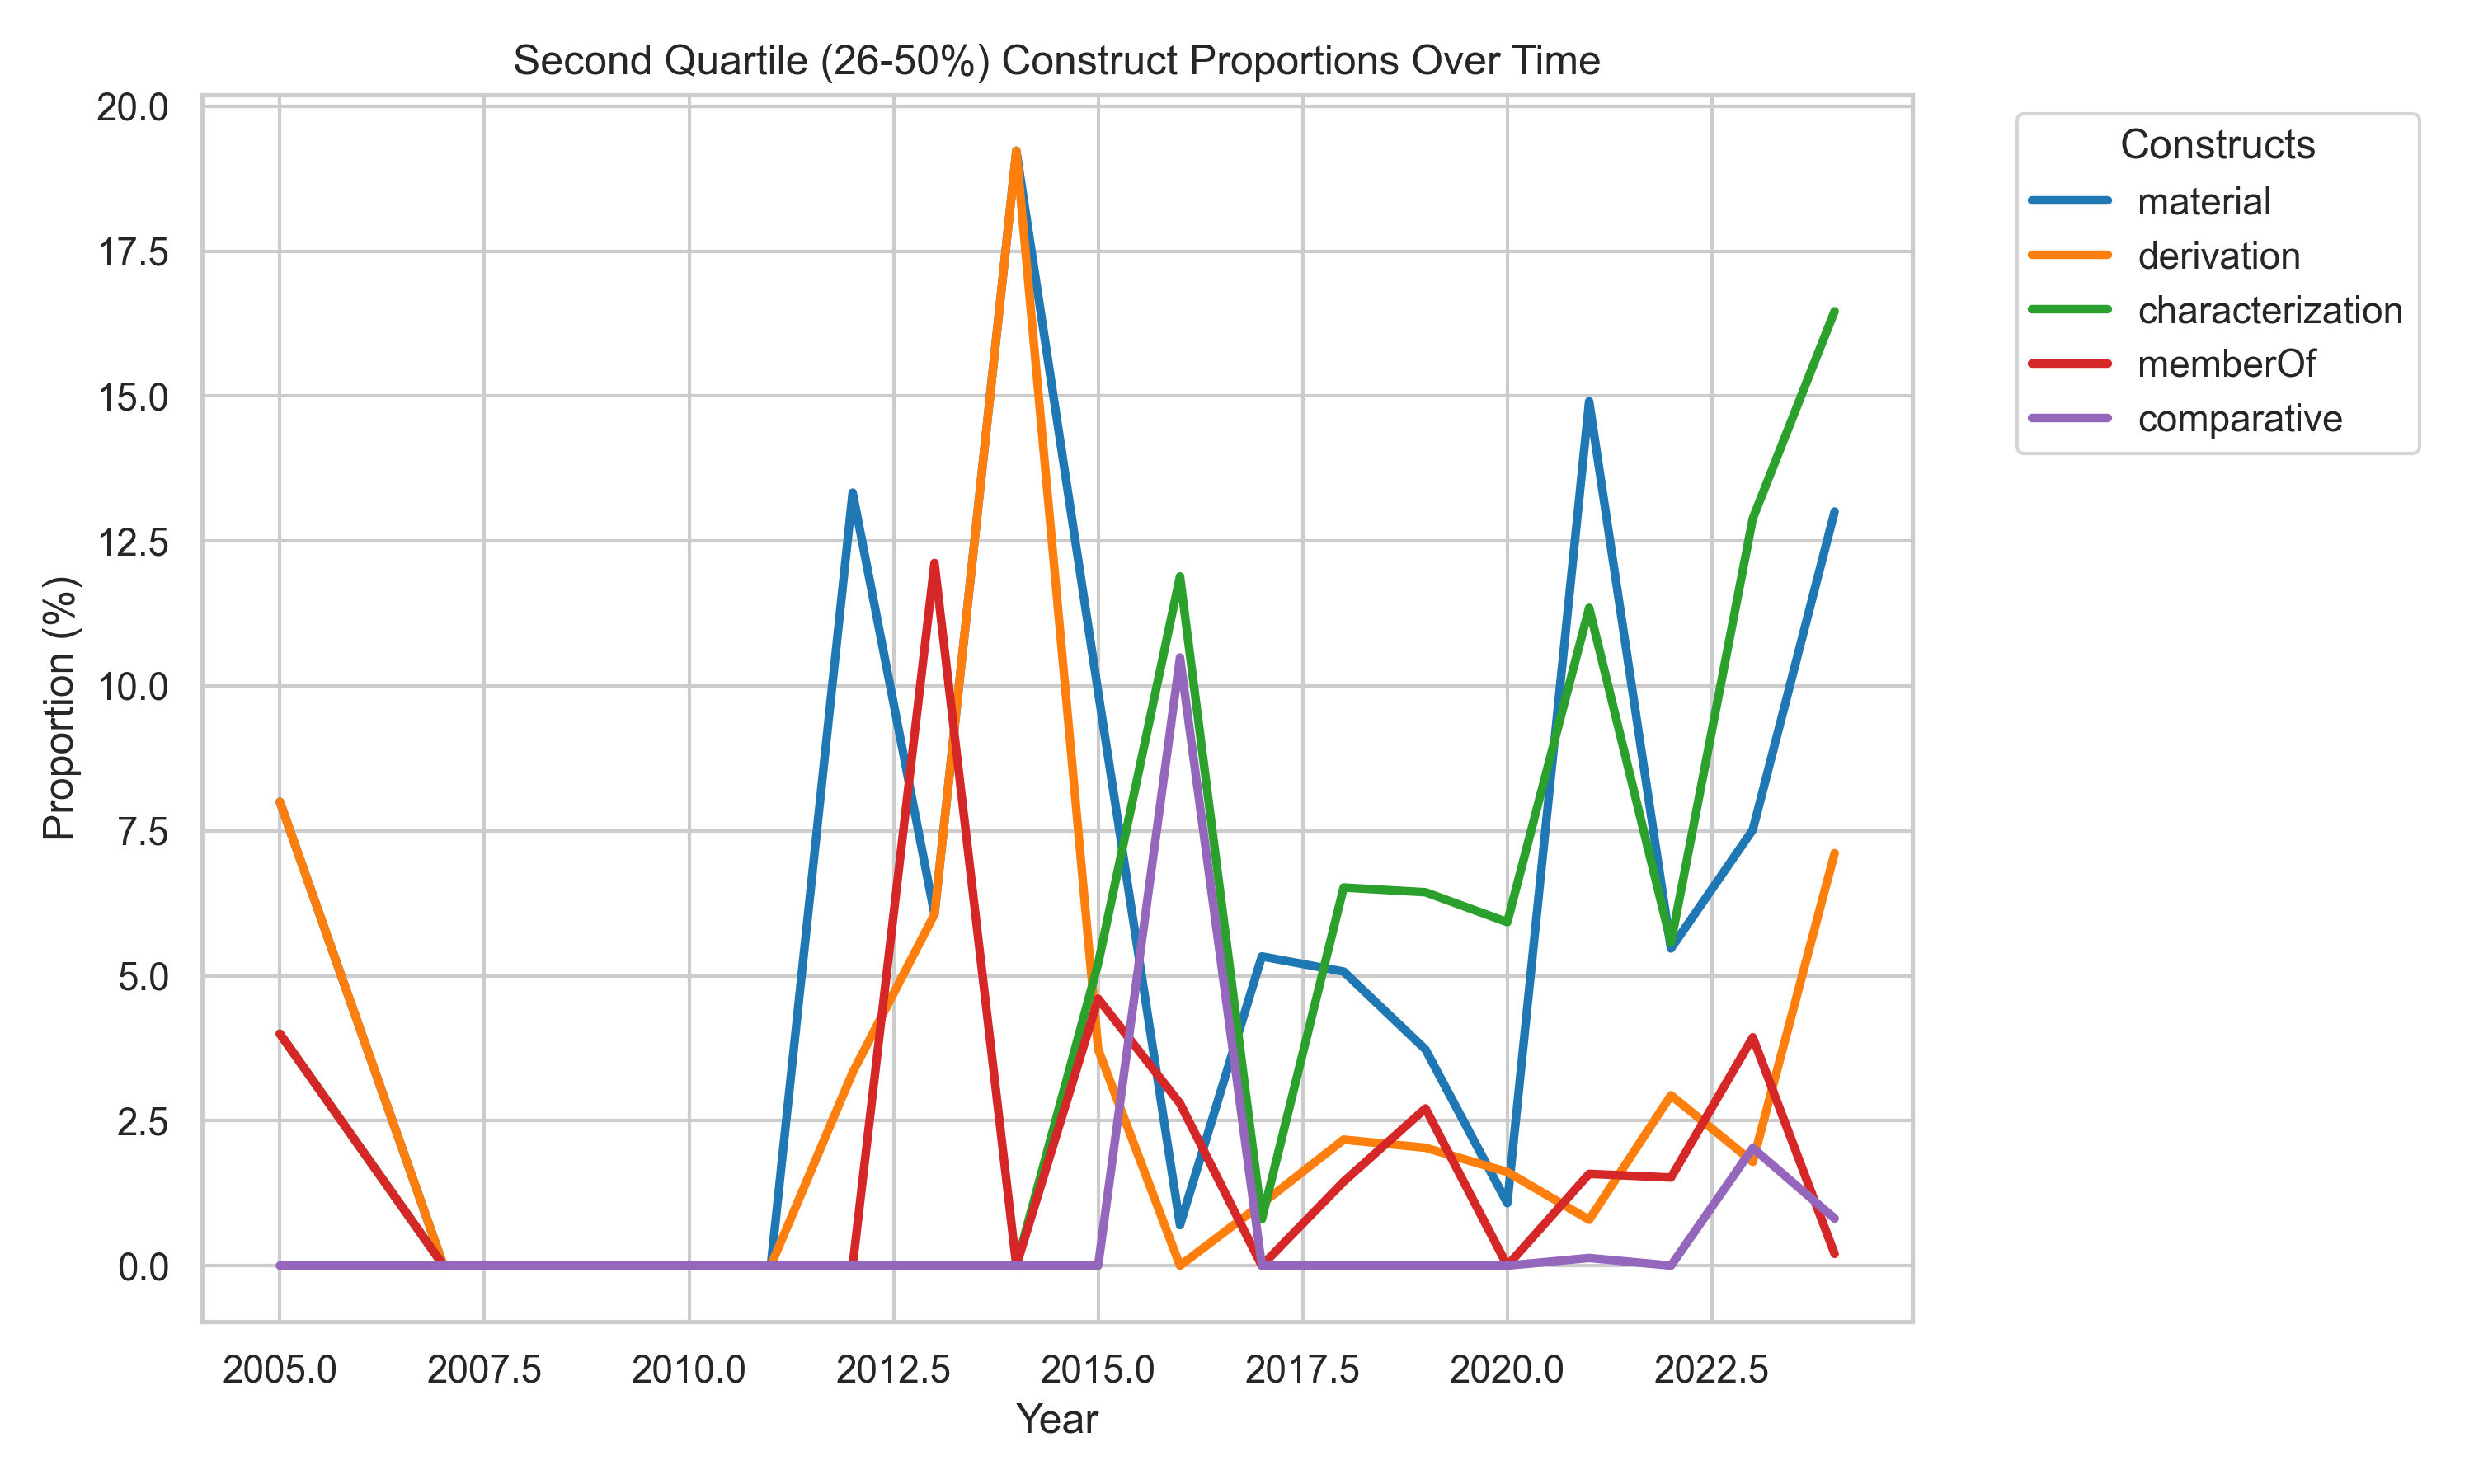 Second Quartile (26-50%) Construct Proportions Over Time
20.0
17.5
15.0
12.5
10.0
7.5
5.0
2.5
0.0
Proportion (%)
2005.0
2007.5
2010.0
2012.5
2015.0
2017.5
2020.0
2022.5
Year
Constructs
material
derivation
characterization
memberOf
comparative